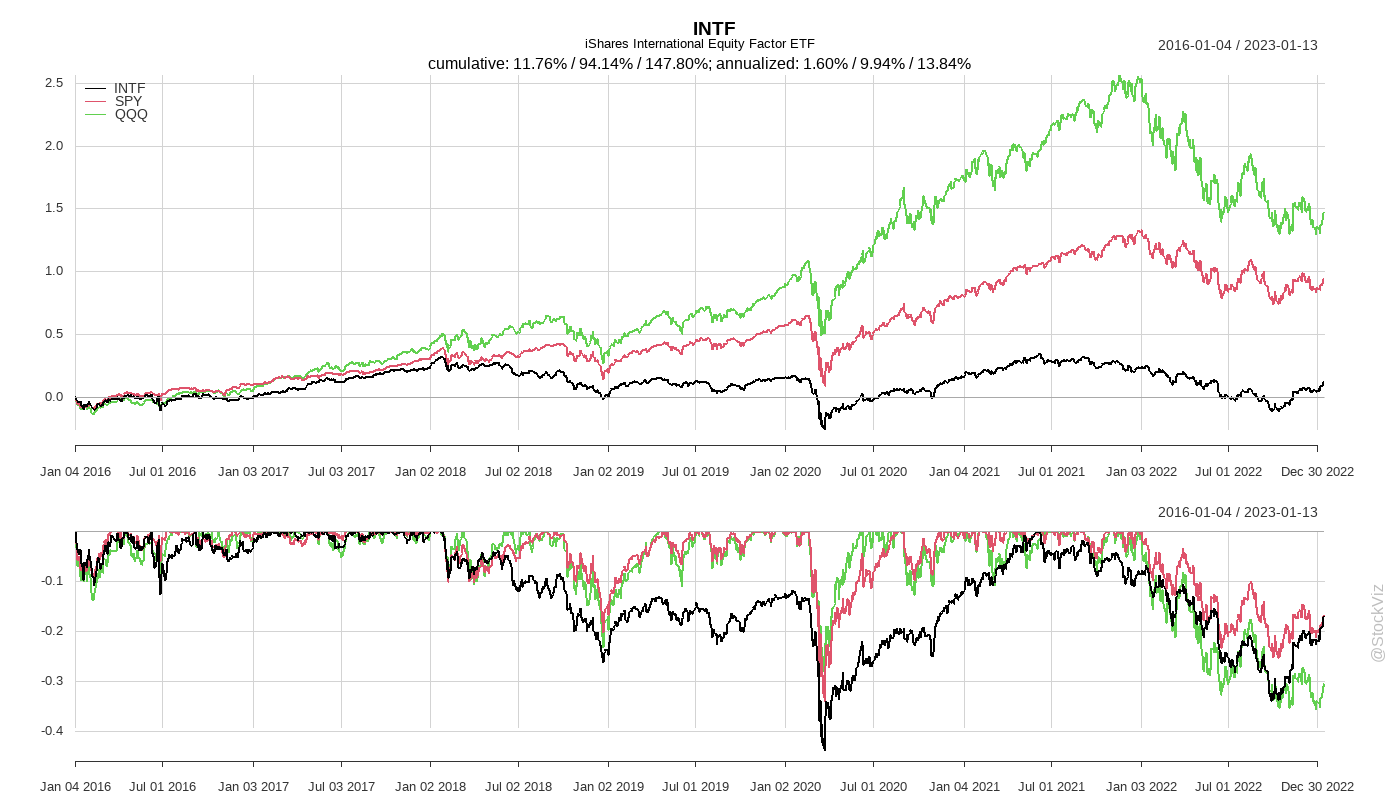 INTF
iShares International Equity Factor ETF
2016-01-04 / 2023-01-13
cumulative: 11.76% / 94.14% / 147.80%; annualized: 1.60% / 9.94% / 13.84%
INTF
SPY
QQQ
2.5
2.0
1.5
1.0
0.5
0.0
Jan 04 2016 Jul 01 2016 Jan 03 2017 Jul 03 2017 Jan 02 2018 Jul 02 2018 Jan 02 2019 Jul 01 2019 Jan 02 2020 Jul 01 2020 Jan 04 2021 Jul 01 2021 Jan 03 2022 Jul 01 2022 Dec 30 2022
2016-01-04 / 2023-01-13
-0.1
-0.2
-0.3
-0.4
Jan 04 2016 Jul 01 2016 Jan 03 2017 Jul 03 2017 Jan 02 2018 Jul 02 2018 Jan 02 2019 Jul 01 2019 Jan 02 2020 Jul 01 2020 Jan 04 2021 Jul 01 2021 Jan 03 2022 Jul 01 2022 Dec 30 2022
@StockViz